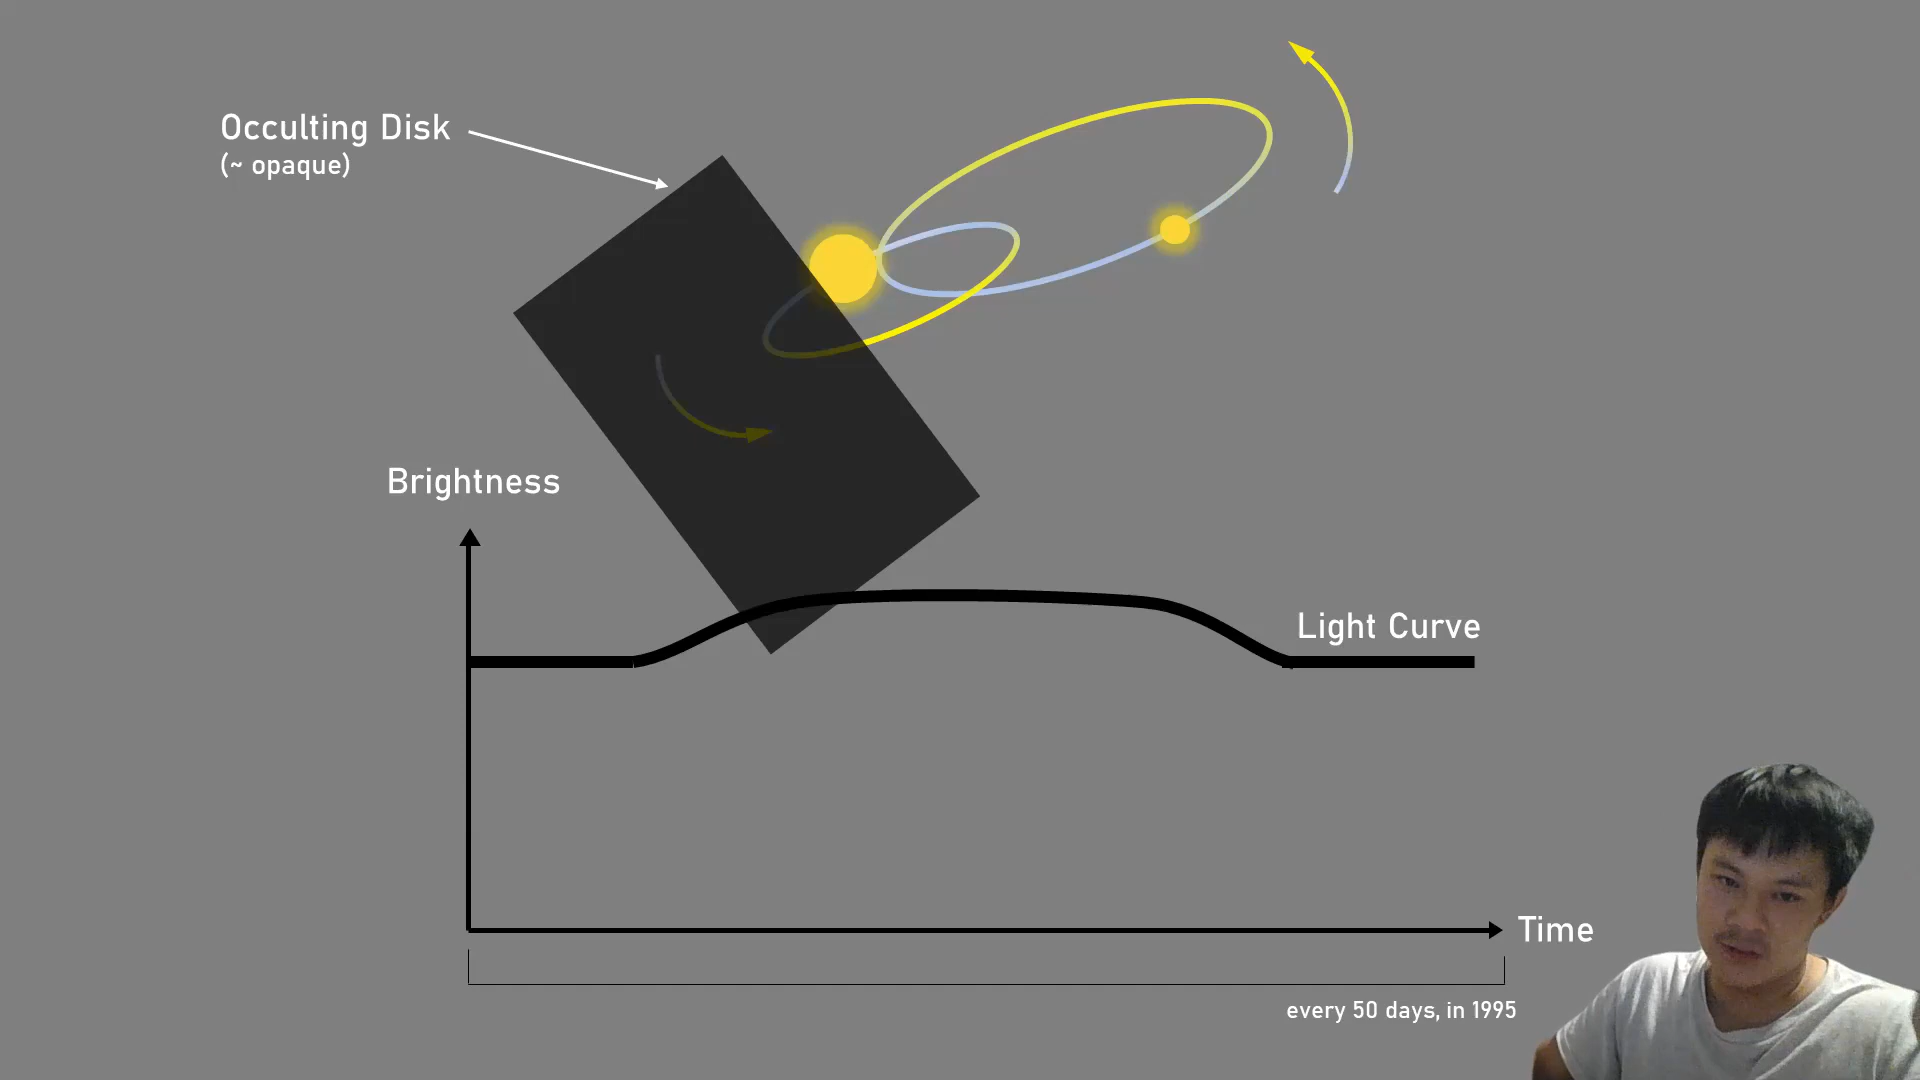 Occulting Disk
(~ opaque)
Brightness
Light Curve
Time
every 50 days, in 1995